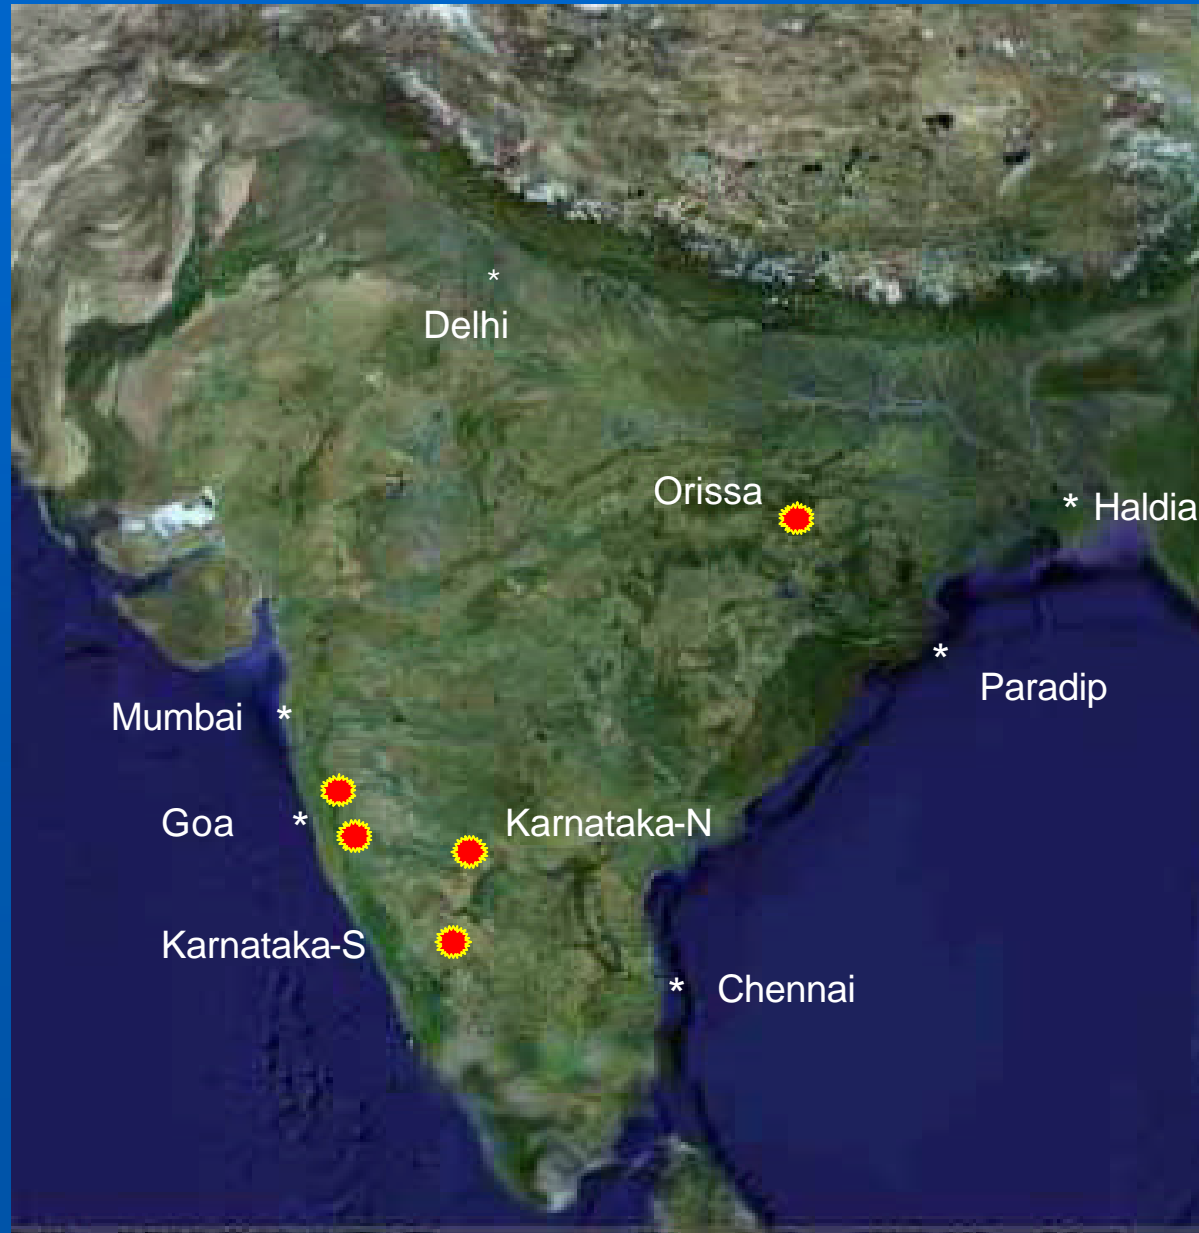 *
Delhi
Orissa
* Haldia
*
Paradip
Mumbai *
Goa *
Karnataka-N
Karnataka-S
* Chennai